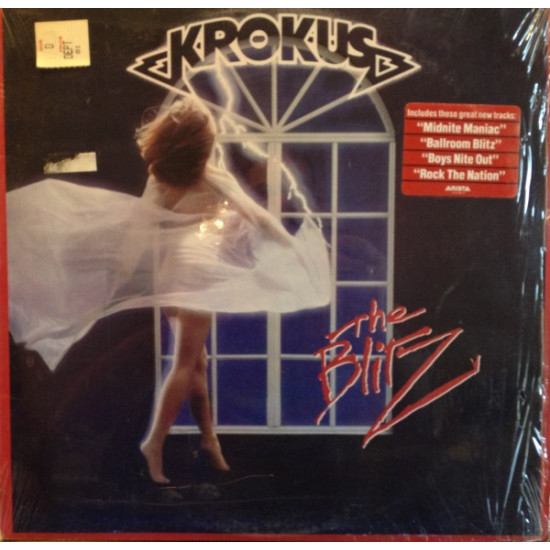 KROKUS
D
DEPT
Includes these great new tracks:
"Midnite Maniac"
"Ballroom Blitz"
"Boys Nite Out"
"Rock The Nation"
ARISTA
The
Blitz